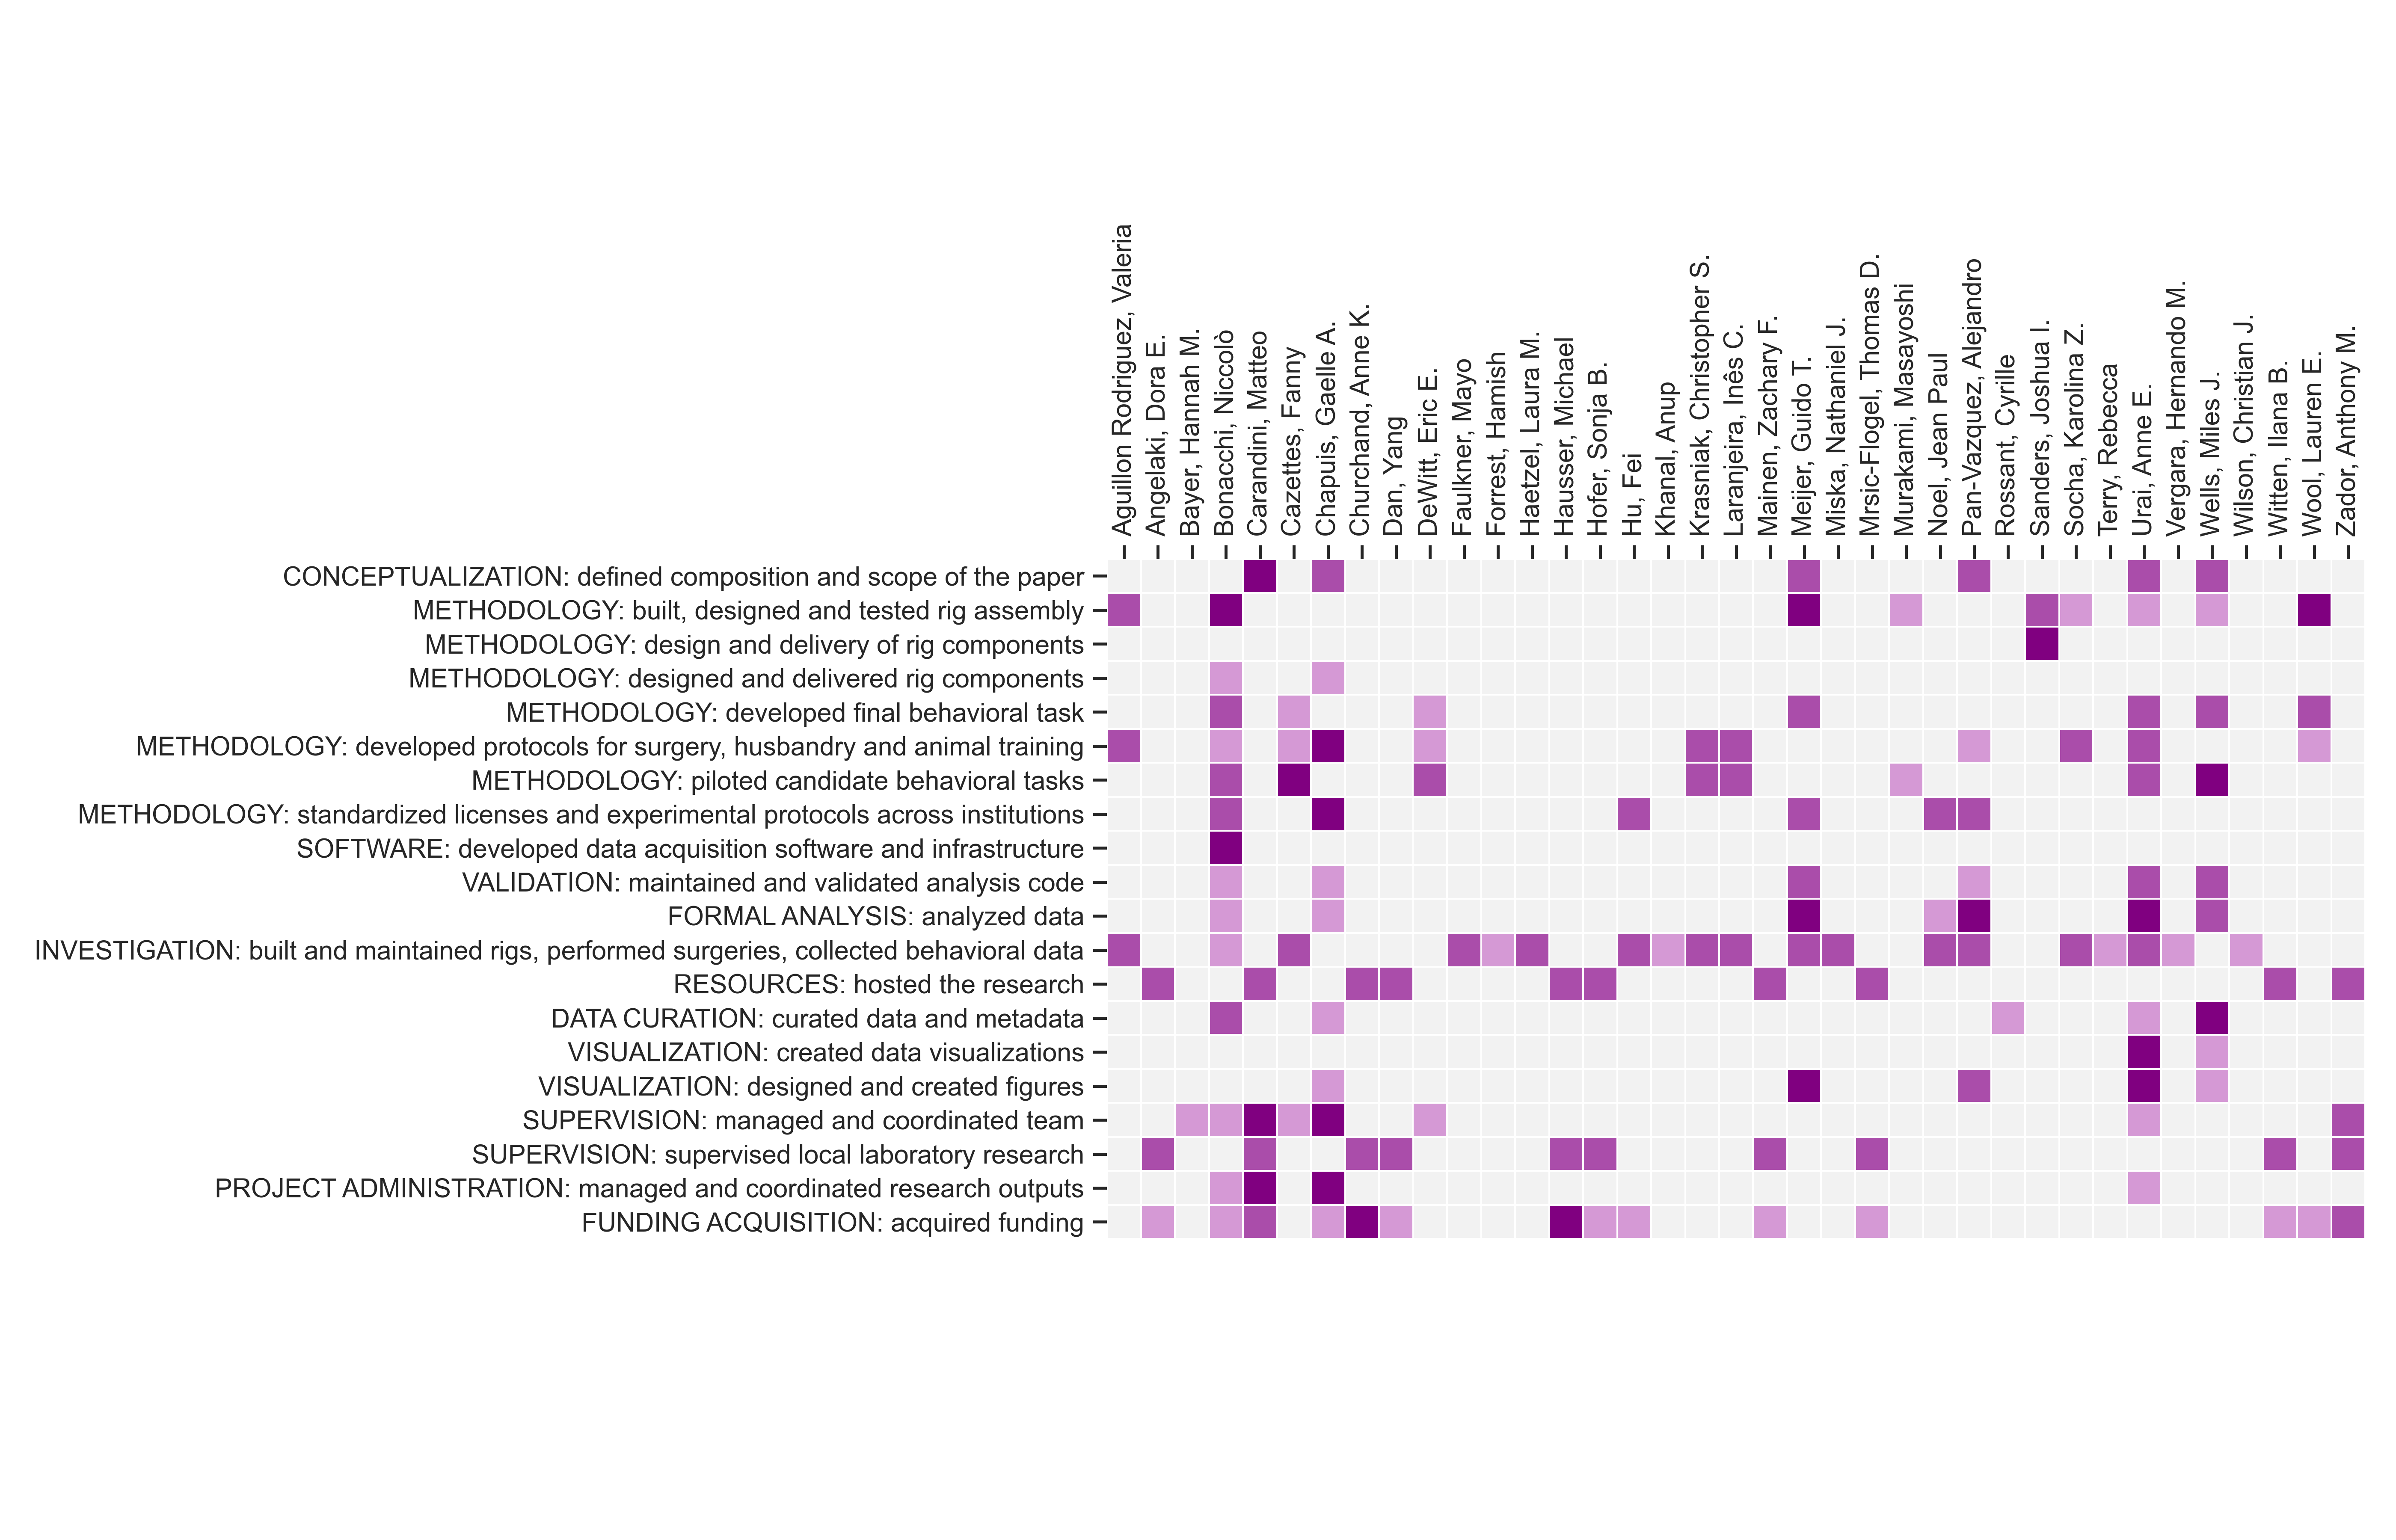 Aguillon Rodriguez, Valeria
Angelaki, Dora E.
Bayer, Hannah M.
Bonacchi, Niccolò
Carandini, Matteo
Cazettes, Fanny
Chapuis, Gaelle A.
Churchand, Anne K.
Dan, Yang
DeWitt, Eric E.
Faulkner, Mayo
Forrest, Hamish
Haetzel, Laura M.
Hausser, Michael
Hofer, Sonja B.
Hu, Fei
Khanal, Anup
Krasniak, Christopher S.
Laranjeira, Inês C.
Mainen, Zachary F.
Meijer, Guido T.
Miska, Nathaniel J.
Mrsic-Flogel, Thomas D.
Murakami, Masayoshi
Noel, Jean Paul
Pan-Vazquez, Alejandro
Rossant, Cyrille
Sanders, Joshua I.
Socha, Karolina Z.
Terry, Rebecca
Urai, Anne E.
Vergara, Hernando M.
Wells, Miles J.
Wilson, Christian J.
Witten, Ilana B.
Wool, Lauren E.
Zador, Anthony M.
CONCEPTUALIZATION: defined composition and scope of the paper
METHODOLOGY: built, designed and tested rig assembly
METHODOLOGY: design and delivery of rig components
METHODOLOGY: designed and delivered rig components
METHODOLOGY: developed final behavioral task
METHODOLOGY: developed protocols for surgery, husbandry and animal training
METHODOLOGY: piloted candidate behavioral tasks
METHODOLOGY: standardized licenses and experimental protocols across institutions
SOFTWARE: developed data acquisition software and infrastructure
VALIDATION: maintained and validated analysis code
FORMAL ANALYSIS: analyzed data
INVESTIGATION: built and maintained rigs, performed surgeries, collected behavioral data
RESOURCES: hosted the research
DATA CURATION: curated data and metadata
VISUALIZATION: created data visualizations
VISUALIZATION: designed and created figures
SUPERVISION: managed and coordinated team
SUPERVISION: supervised local laboratory research
PROJECT ADMINISTRATION: managed and coordinated research outputs
FUNDING ACQUISITION: acquired funding